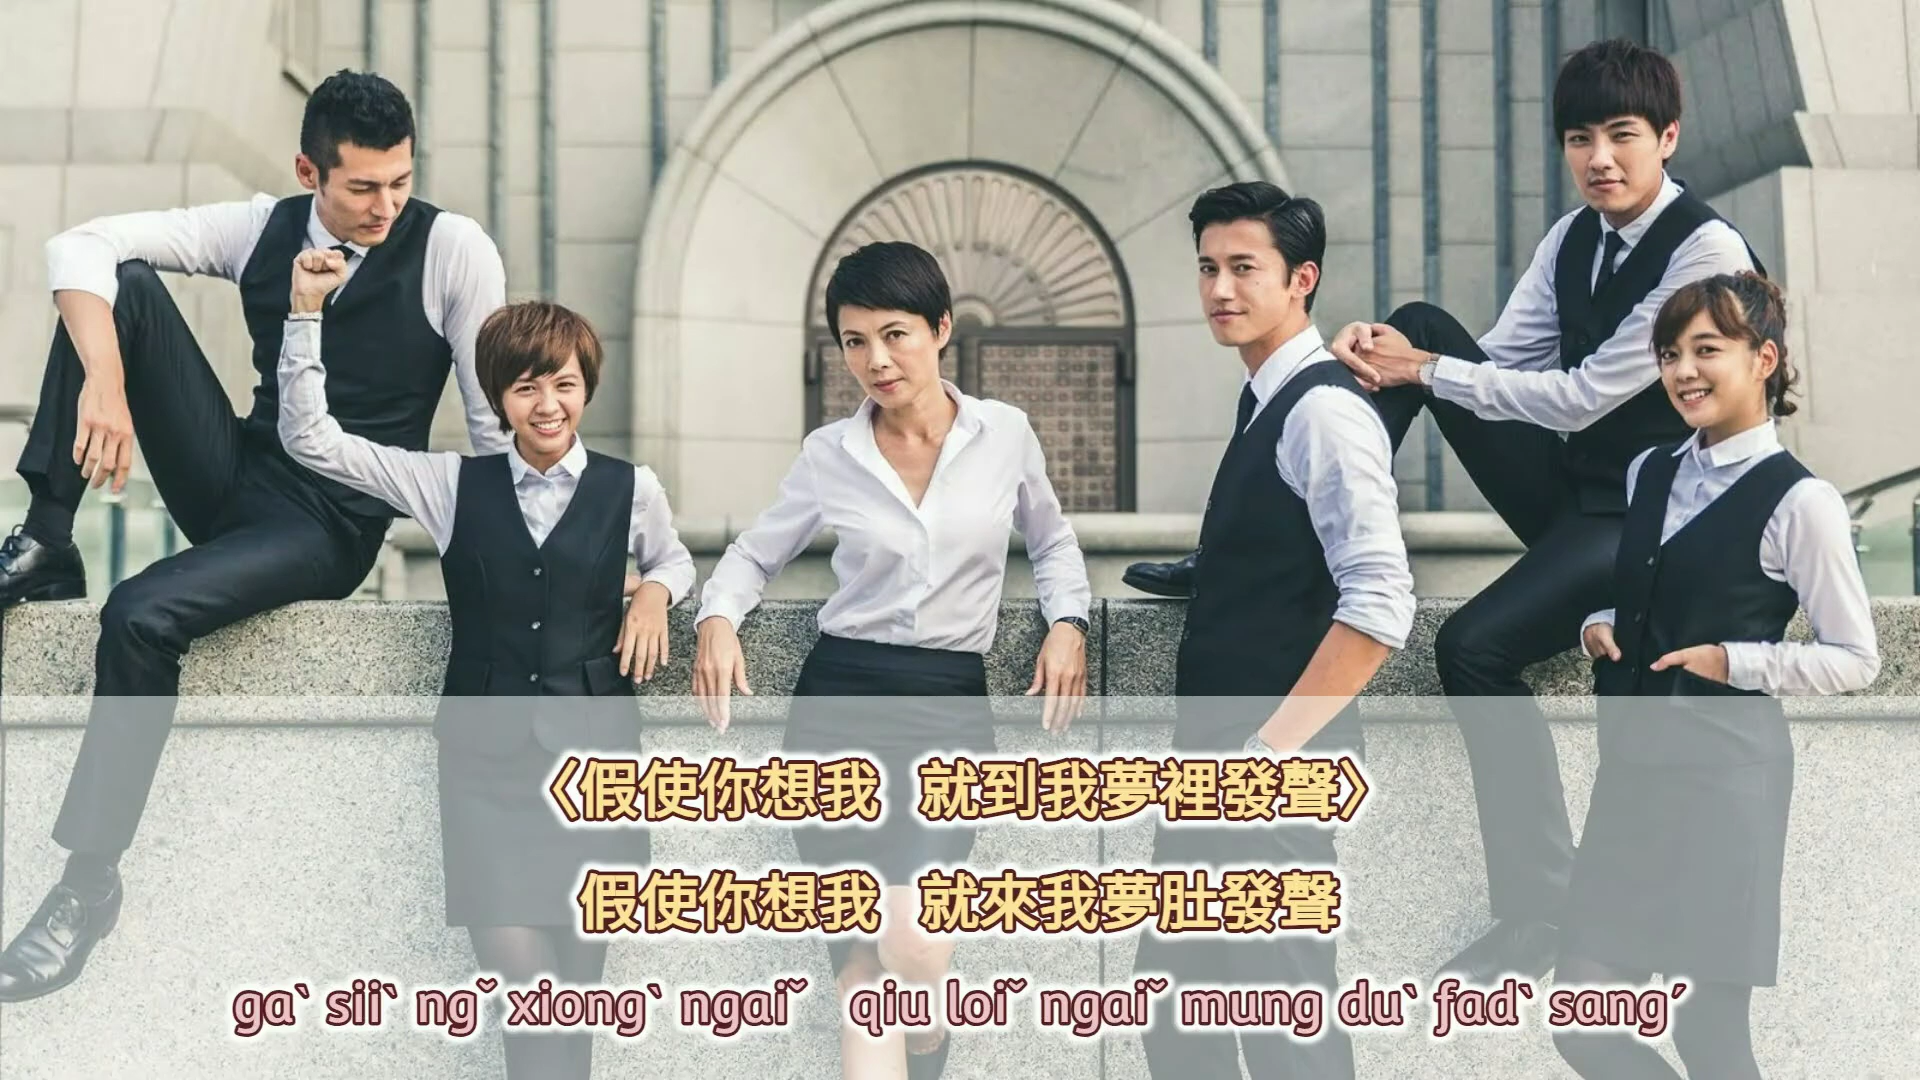 〈假使你想我 就到我夢裡發聲〉
假使你想我 就來我夢肚發聲
gaˋ siiˋ ngˇ xiongˋ ngaiˇ qiu loiˇ ngaiˇ mung duˋ fadˋ sangˊ